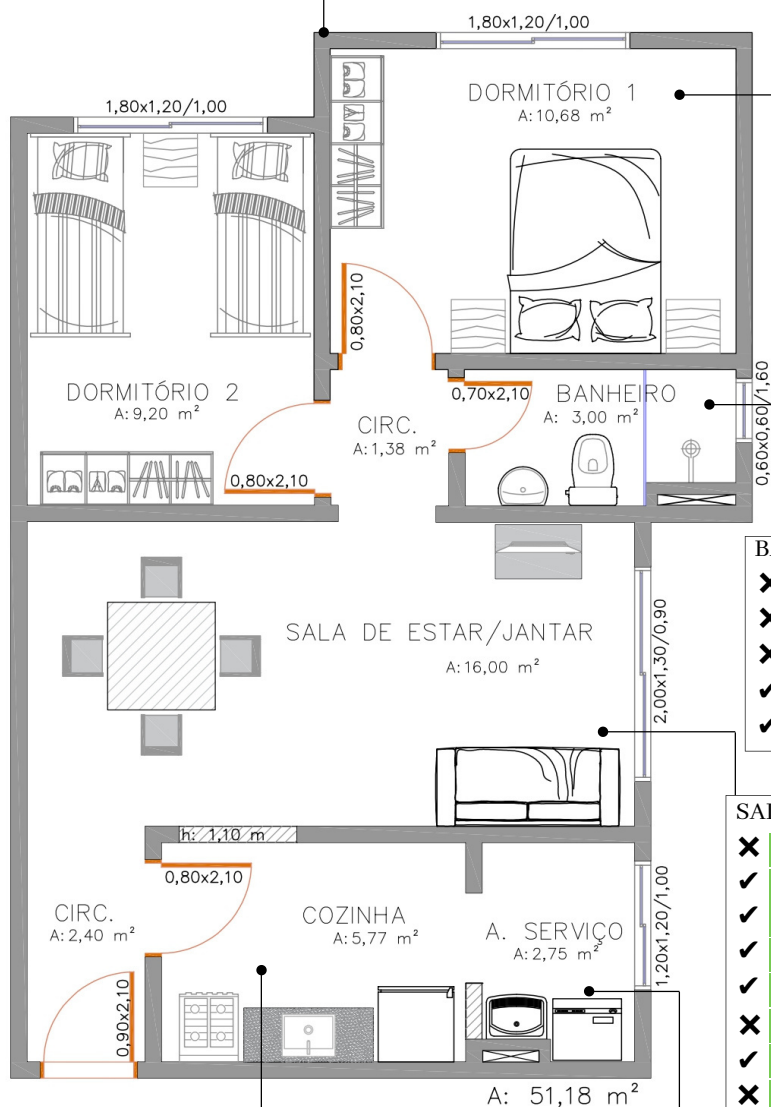 1,80x1,20/1,00
DORMITÓRIO 1
A: 10,68 m²
1,80x1,20/1,00
0,80x2,10
DORMITÓRIO 2
A: 9,20 m²
0,80x2,10
CIRC.
A: 1,38 m²
0,70x2,10
BANHEIRO
A: 3,00 m²
0,60x0,60/1,60
SALA DE ESTAR/JANTAR
A: 16,00 m²
2,00x1,30/0,90
h: 1,10 m
0,80x2,10
CIRC.
A: 2,40 m²
0,90x2,10
COZINHA
A: 5,77 m²
A. SERVIÇO
A: 2,75 m²
1,20x1,20/1,00
A: 51,18 m²